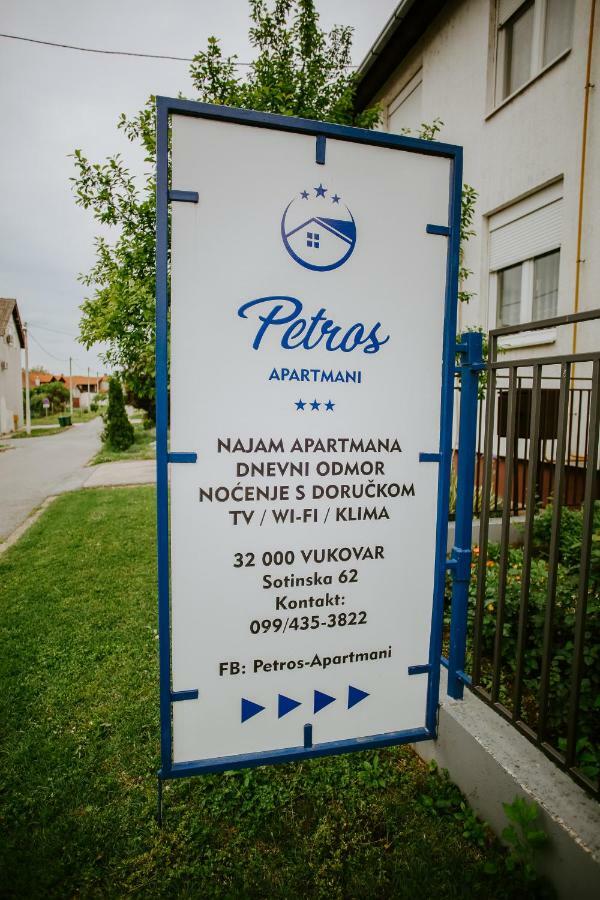 Petros
APARTMANI
NAJAM APARTMANA
DNEVNI ODMOR
NOĆENJE S DORUČKOM
TV / WI-FI / KLIMA
32 000 VUKOVAR
Sotinska 62
Kontakt:
099/435-3822
FB: Petros-Apartmani